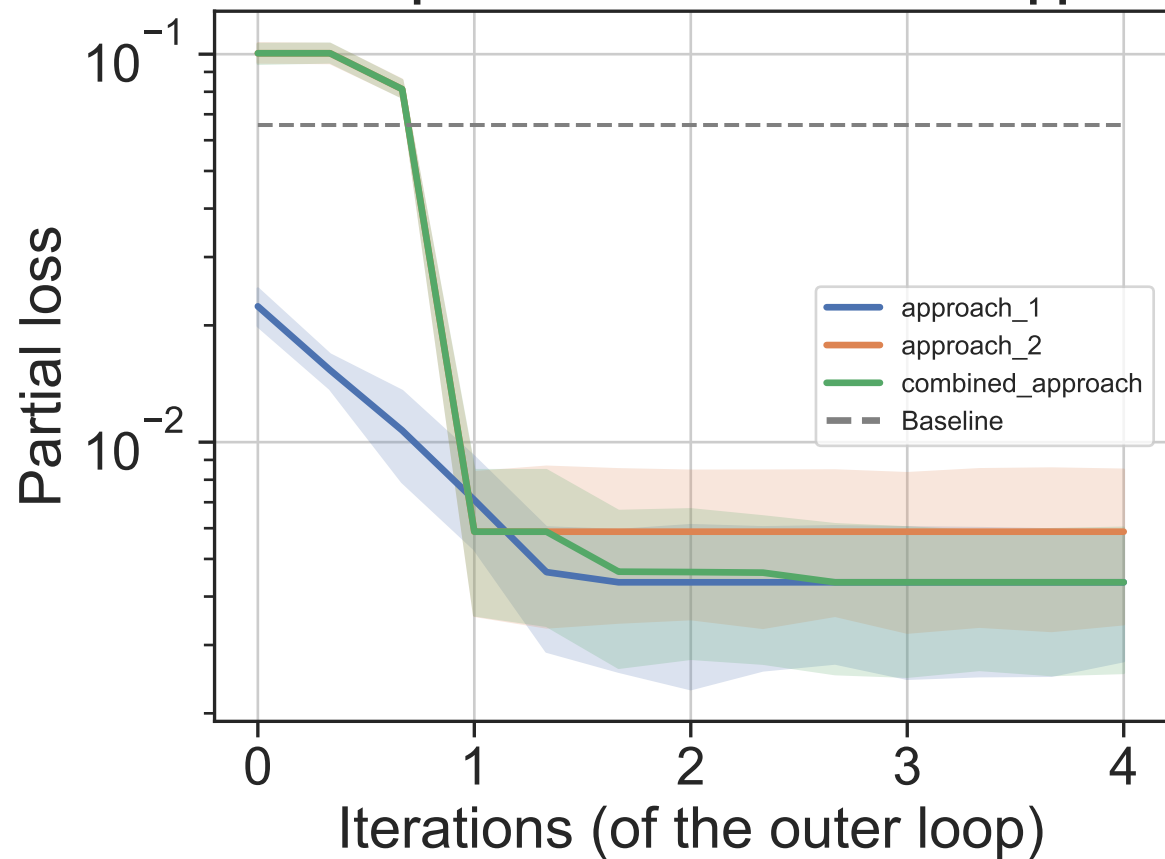 10⁻¹
10⁻²
Partial loss
approach_1
approach_2
combined_approach
Baseline
0 1 2 3 4
Iterations (of the outer loop)